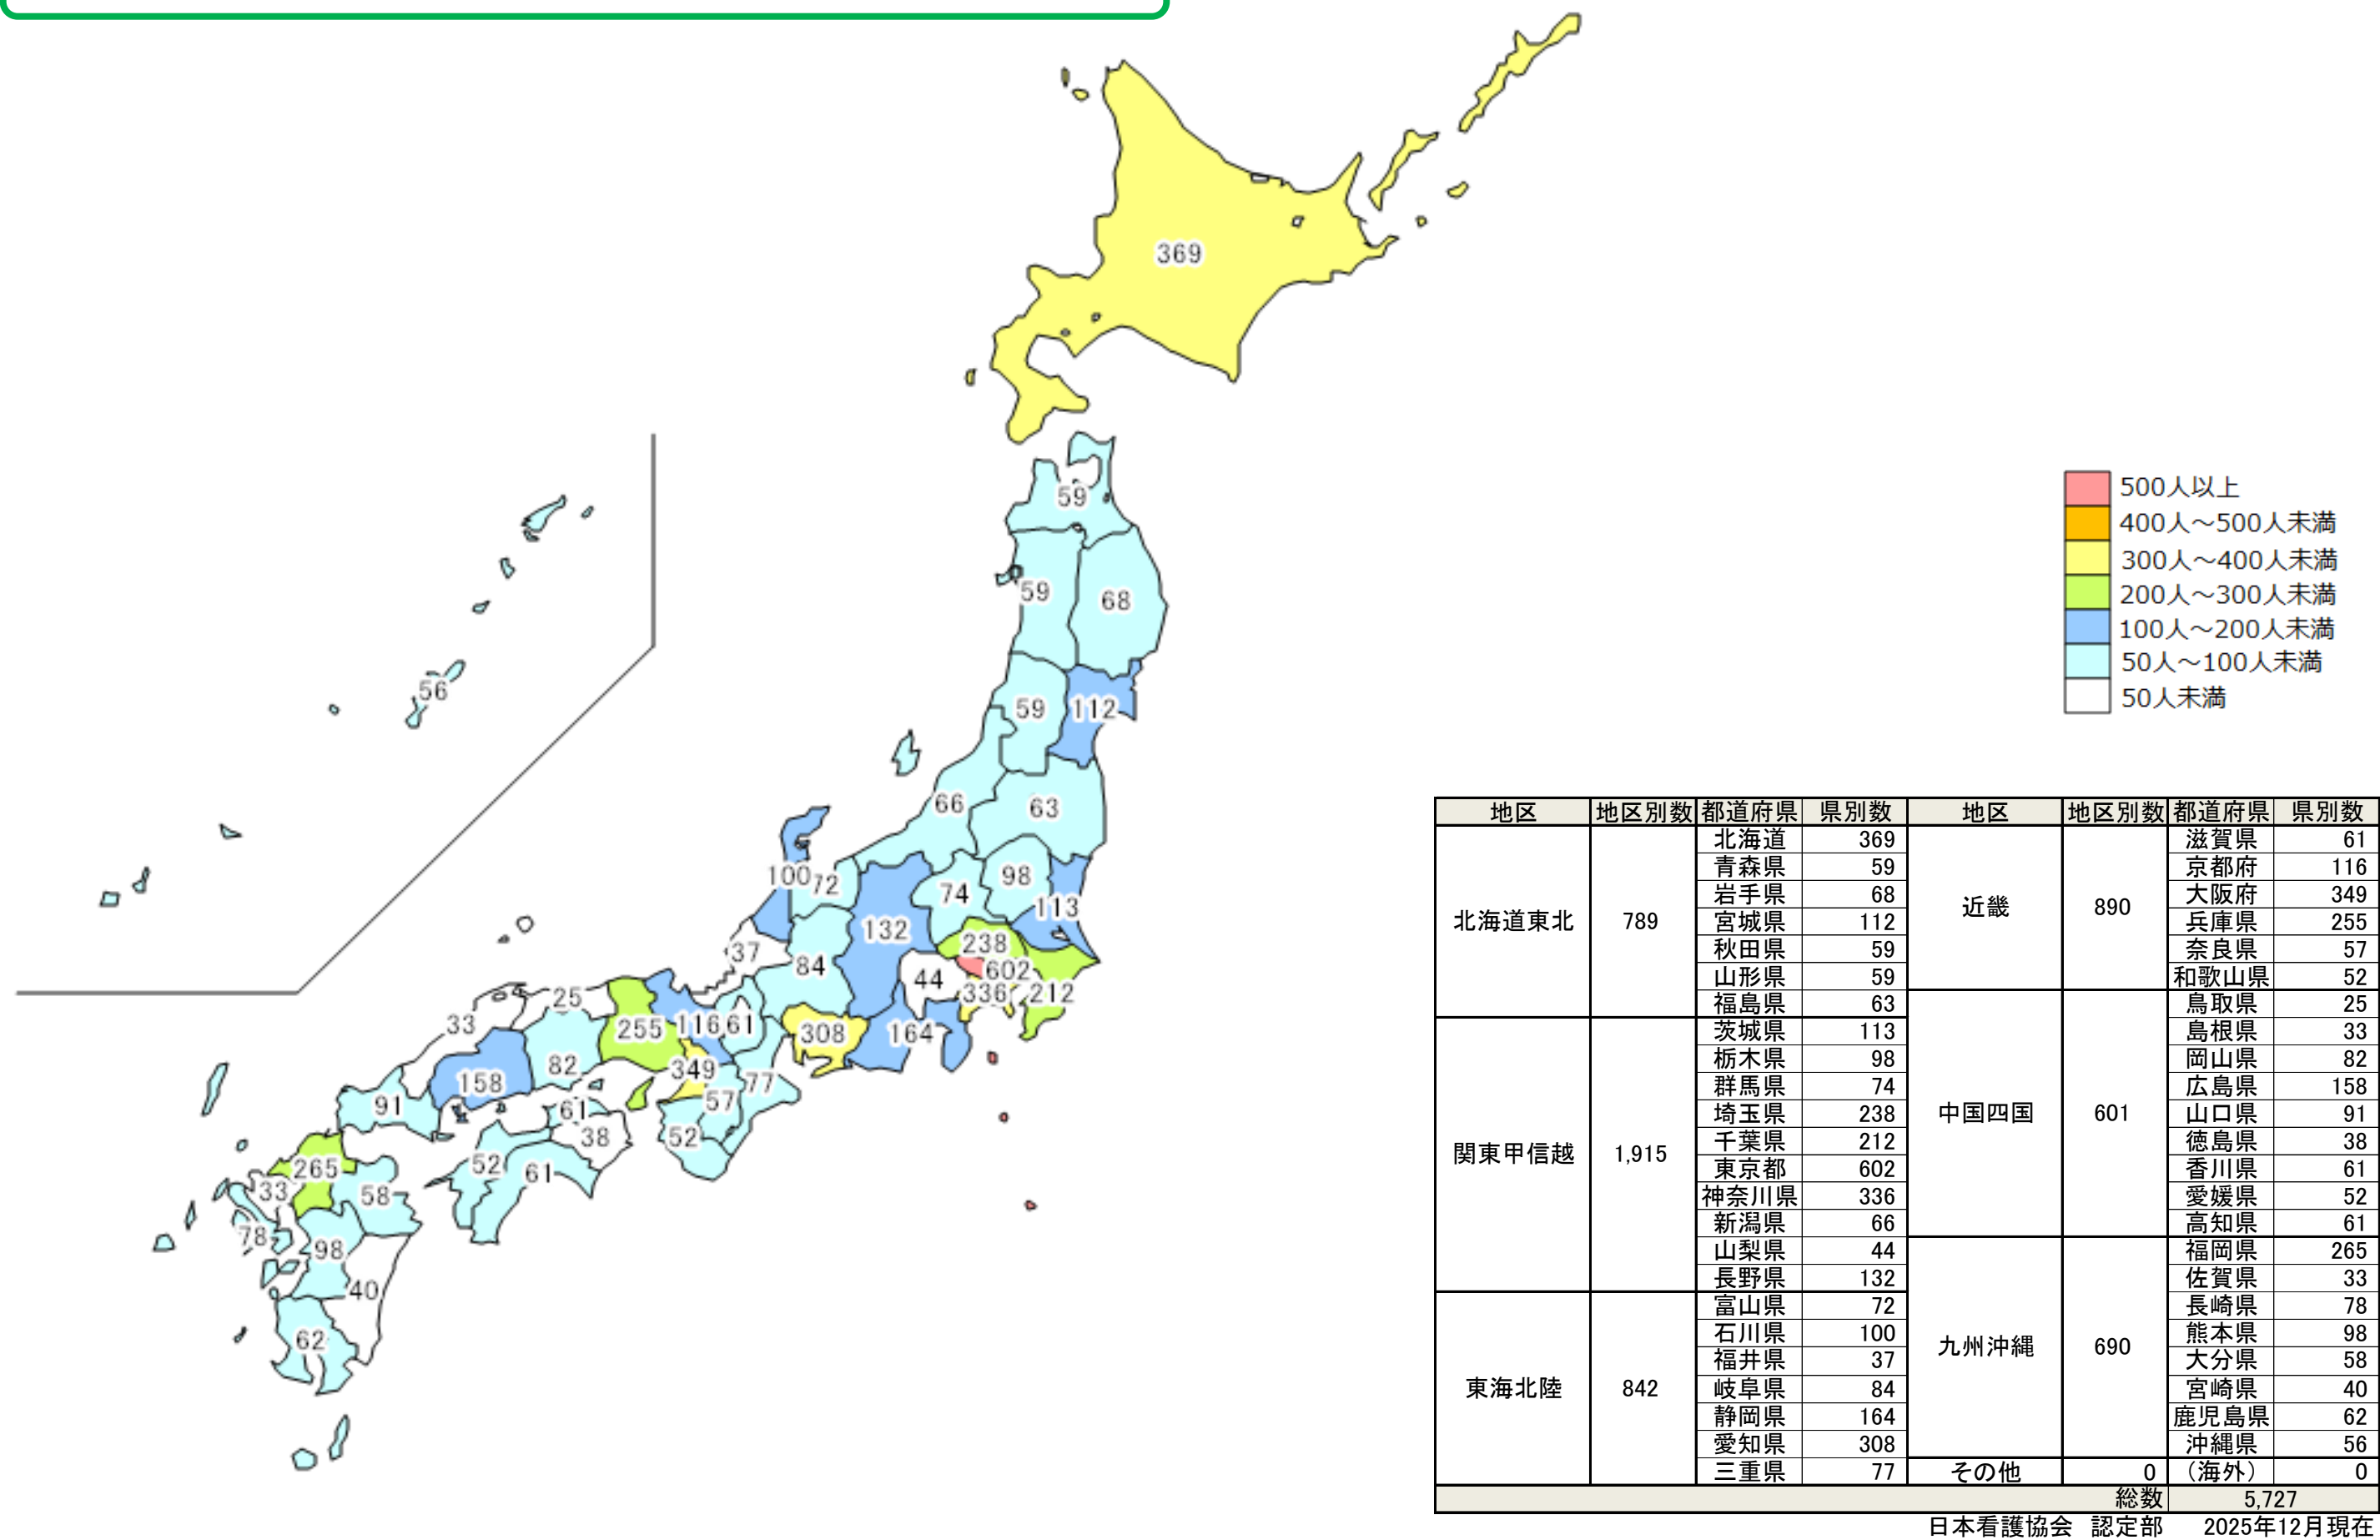 369
59
59
68
59
112
66
63
100
72
98
74
113
132
238
37
84
602
44
336
212
25
33
255
116
61
308
164
82
349
158
77
91
57
61
38
52
265
52
61
33
58
78
98
40
62
56
500人以上
400人～500人未満
300人～400人未満
200人～300人未満
100人～200人未満
50人～100人未満
50人未満
地区 地区別数 都道府県 県別数 地区 地区別数 都道府県 県別数
北海道東北 789 北海道 369 近畿 890 滋賀県 61
青森県 59 京都府 116
岩手県 68 大阪府 349
宮城県 112 兵庫県 255
秋田県 59 奈良県 57
山形県 59 和歌山県 52
福島県 63 中国四国 601 鳥取県 25
関東甲信越 1,915 茨城県 113 島根県 33
栃木県 98 岡山県 82
群馬県 74 広島県 158
埼玉県 238 山口県 91
千葉県 212 徳島県 38
東京都 602 香川県 61
神奈川県 336 愛媛県 52
新潟県 66 高知県 61
山梨県 44 九州沖縄 690 福岡県 265
長野県 132 佐賀県 33
東海北陸 842 富山県 72 長崎県 78
石川県 100 熊本県 98
福井県 37 大分県 58
岐阜県 84 宮崎県 40
静岡県 164 鹿児島県 62
愛知県 308 沖縄県 56
三重県 77 その他 0 （海外） 0
総数 5,727
日本看護協会 認定部 2025年12月現在